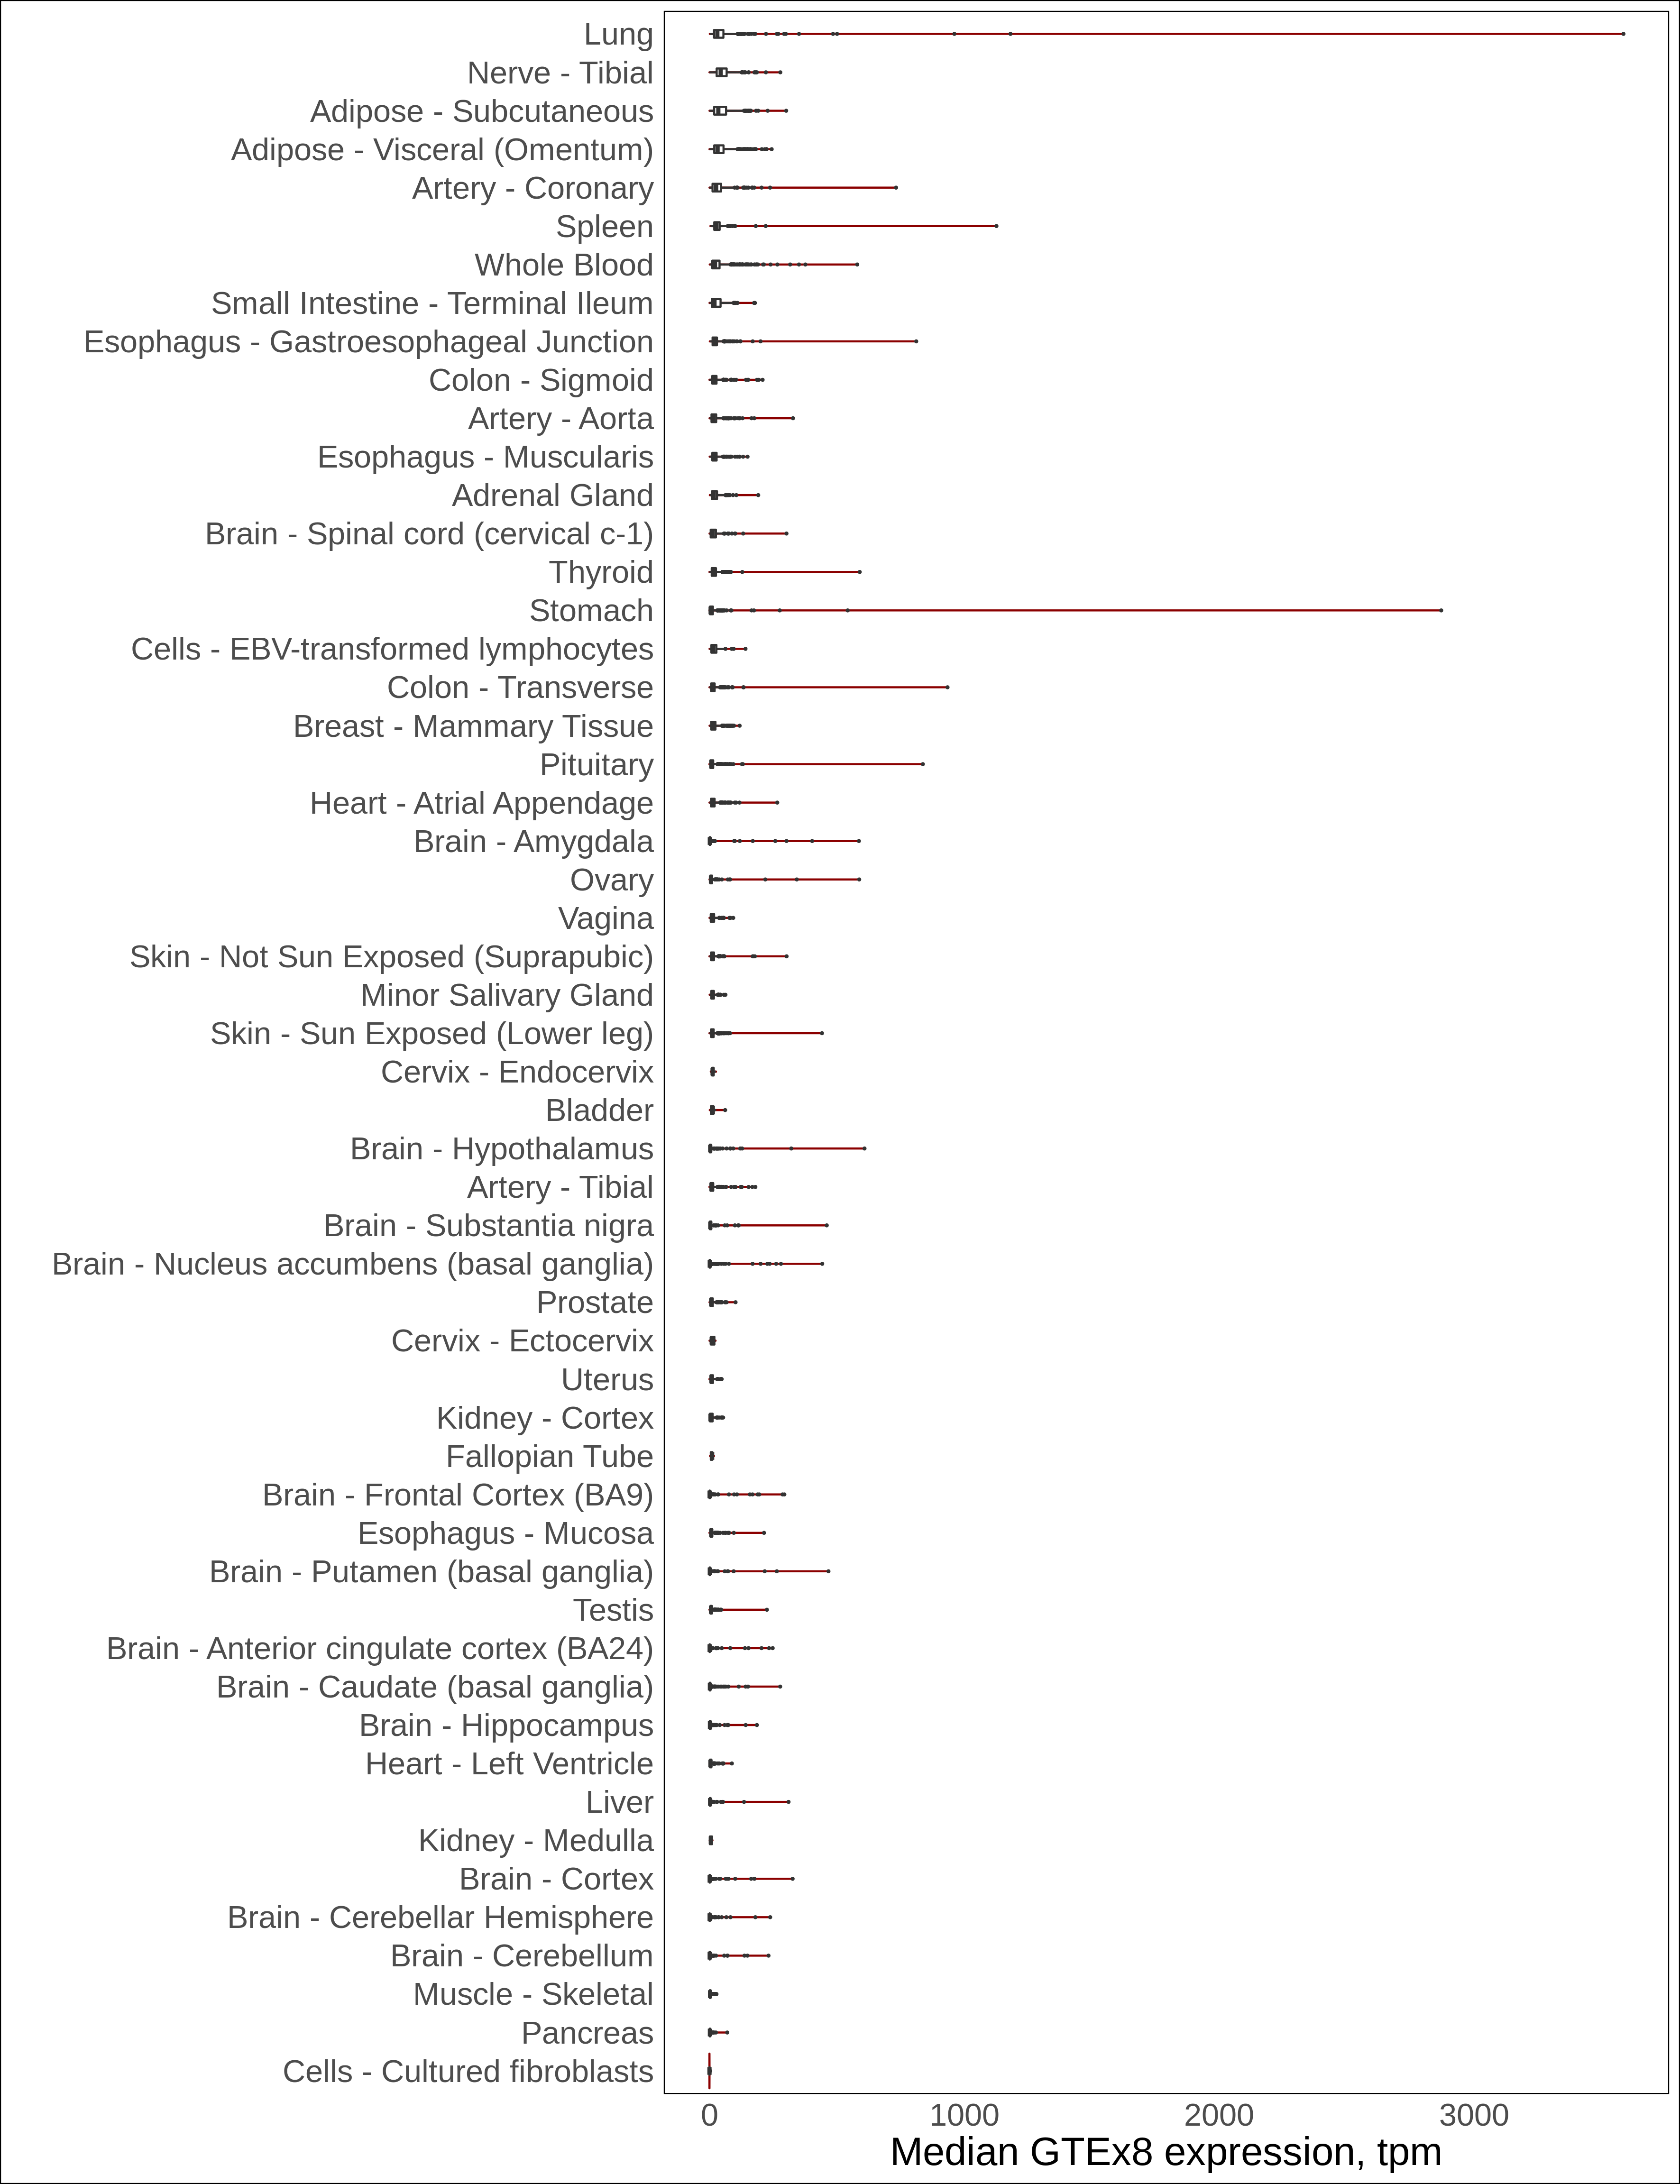 Lung
Nerve - Tibial
Adipose - Subcutaneous
Adipose - Visceral (Omentum)
Artery - Coronary
Spleen
Whole Blood
Small Intestine - Terminal Ileum
Esophagus - Gastroesophageal Junction
Colon - Sigmoid
Artery - Aorta
Esophagus - Muscularis
Adrenal Gland
Brain - Spinal cord (cervical c-1)
Thyroid
Stomach
Cells - EBV-transformed lymphocytes
Colon - Transverse
Breast - Mammary Tissue
Pituitary
Heart - Atrial Appendage
Brain - Amygdala
Ovary
Vagina
Skin - Not Sun Exposed (Suprapubic)
Minor Salivary Gland
Skin - Sun Exposed (Lower leg)
Cervix - Endocervix
Bladder
Brain - Hypothalamus
Artery - Tibial
Brain - Substantia nigra
Brain - Nucleus accumbens (basal ganglia)
Prostate
Cervix - Ectocervix
Uterus
Kidney - Cortex
Fallopian Tube
Brain - Frontal Cortex (BA9)
Esophagus - Mucosa
Brain - Putamen (basal ganglia)
Testis
Brain - Anterior cingulate cortex (BA24)
Brain - Caudate (basal ganglia)
Brain - Hippocampus
Heart - Left Ventricle
Liver
Kidney - Medulla
Brain - Cortex
Brain - Cerebellar Hemisphere
Brain - Cerebellum
Muscle - Skeletal
Pancreas
Cells - Cultured fibroblasts
0 1000 2000 3000
Median GTEx8 expression, tpm